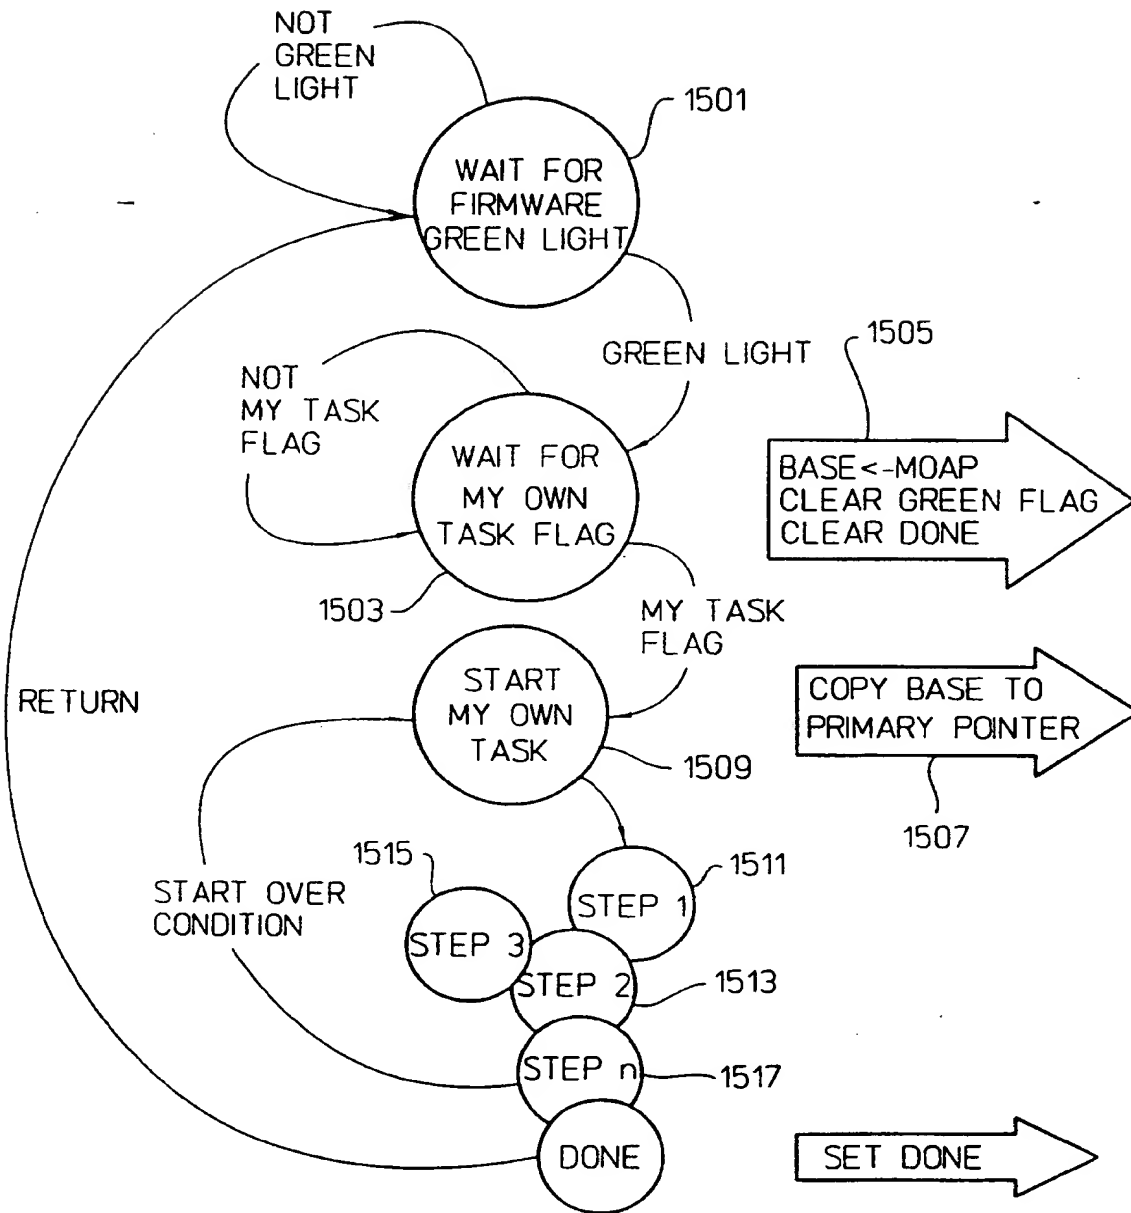 NOT
GREEN
LIGHT
1501
WAIT FOR
FIRMWARE
GREEN LIGHT
GREEN LIGHT
1505
NOT
MY TASK
FLAG
WAIT FOR
MY OWN
TASK FLAG
BASE<-MOAP
CLEAR GREEN FLAG
CLEAR DONE
1503
MY TASK
FLAG
RETURN
START
MY OWN
TASK
COPY BASE TO
PRIMARY POINTER
1509
1507
1515
1511
START OVER
CONDITION
STEP 1
STEP 3
STEP 2
1513
STEP n
1517
DONE
SET DONE